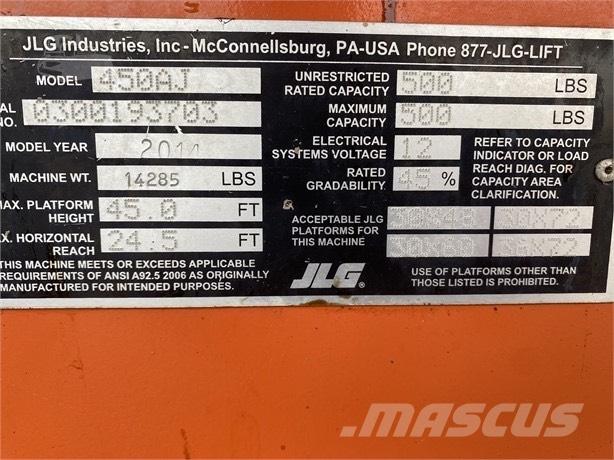 JLG Industries, Inc - McConnellsburg, PA-USA Phone 877-JLG-LIFT
MODEL 450AJ
AL NO. 0300193703
MODEL YEAR
MACHINE WT. 14285 LBS
AX. PLATFORM HEIGHT 45.0 FT
X. HORIZONTAL REACH 24.5 FT
THIS MACHINE MEETS OR EXCEEDS APPLICABLE
REQUIREMENTS OF ANSI A92.5 2006 AS ORIGINALLY
MANUFACTURED FOR INTENDED PURPOSES.
UNRESTRICTED RATED CAPACITY 500 LBS
MAXIMUM CAPACITY 500 LBS
ELECTRICAL SYSTEMS VOLTAGE 12
RATED GRADABILITY 45 %
REFER TO CAPACITY
INDICATOR OR LOAD
REACH DIAG. FOR
CAPACITY AREA
CLARIFICATION.
ACCEPTABLE JLG
PLATFORMS FOR
THIS MACHINE
30X48
JLG®
USE OF PLATFORMS OTHER THAN
THOSE LISTED IS PROHIBITED.
MASCUS